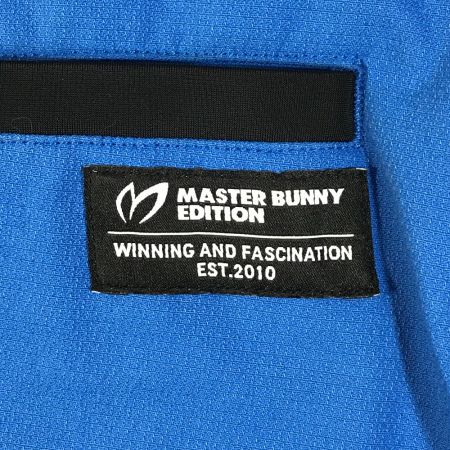 MASTER BUNNY
EDITION
WINNING AND FASCINATION
EST.2010